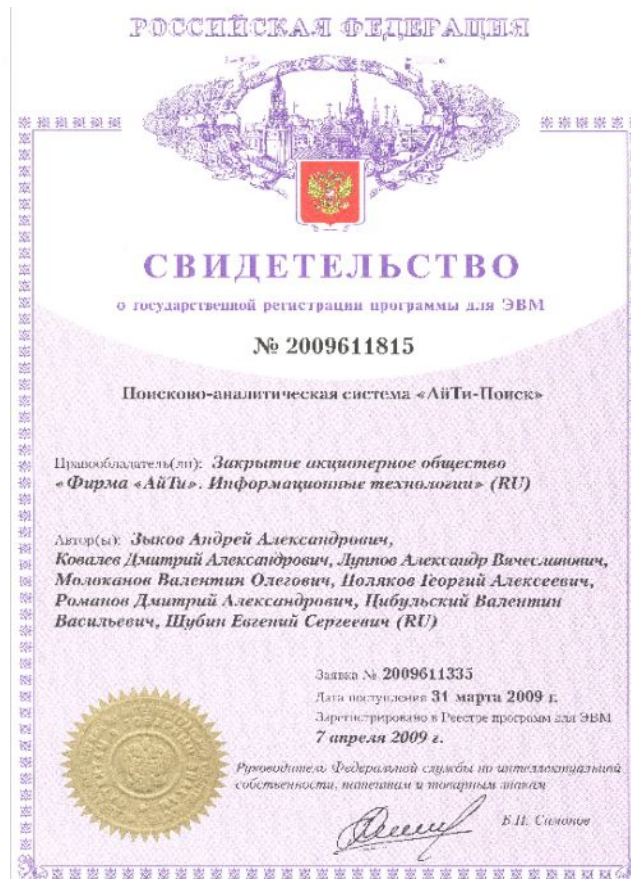 РОССИЙСКАЯ ФЕДЕРАЦИЯ
СВИДЕТЕЛЬСТВО
о государственной регистрации программы для ЭВМ
№ 2009611815
Поисково-аналитическая система «АйТи-Поиск»
Правообладатель(ли): Закрытое акционерное общество
«Фирма «АйТи». Информационные технологии» (RU)
Автор(ы): Зыков Андрей Александрович,
Ковалев Дмитрий Александрович, Луппов Александр Вячеславович,
Молоканов Валентин Олегович, Поляков Георгий Алексеевич,
Романов Дмитрий Александрович, Цибульский Валентин
Васильевич, Шубин Евгений Сергеевич (RU)
Заявка № 2009611335
Дата поступления 31 марта 2009 г.
Зарегистрировано в Реестре программ для ЭВМ
7 апреля 2009 г.
Руководитель Федеральной службы по интеллектуальной
собственности, патентам и товарным знакам
Б.П. Симонов